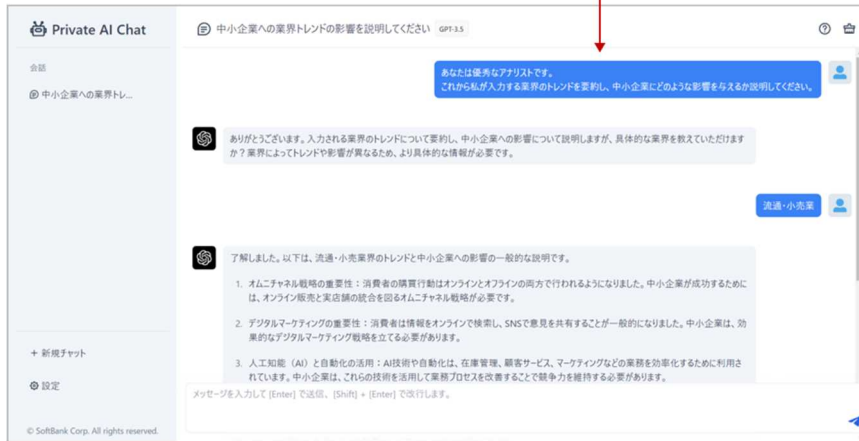 Private AI Chat
中小企業への業界トレンドの影響を説明してください GPT-3.5
会話
中小企業への業界トレ...
あなたは優秀なアナリストです。
これから私が入力する業界のトレンドを要約し、中小企業にどのような影響を与えるか説明してください。
ありがとうございます。入力される業界のトレンドについて要約し、中小企業への影響について説明しますが、具体的な業界を教えていただけます
か？業界によってトレンドや影響が異なるため、より具体的な情報が必要です。
流通・小売業
了解しました。以下は、流通・小売業界のトレンドと中小企業への影響の一般的な説明です。
1. オムニチャネル戦略の重要性：消費者の購買行動はオンラインとオフラインの両方で行われるようになりました。中小企業が成功するために
は、オンライン販売と実店舗の統合を図るオムニチャネル戦略が必要です。
2. デジタルマーケティングの重要性：消費者は情報をオンラインで検索し、SNSで意見を共有することが一般的になりました。中小企業は、効
果的なデジタルマーケティング戦略を立てる必要があります。
3. 人工知能（AI）と自動化の活用：AI技術や自動化は、在庫管理、顧客サービス、マーケティングなどの業務を効率化するために利用さ
れています。中小企業は、これらの技術を活用して業務プロセスを改善することで競争力を維持する必要があります。
+ 新規チャット
設定
メッセージを入力して [Enter] で送信、[Shift] + [Enter] で改行します。
© SoftBank Corp. All rights reserved.